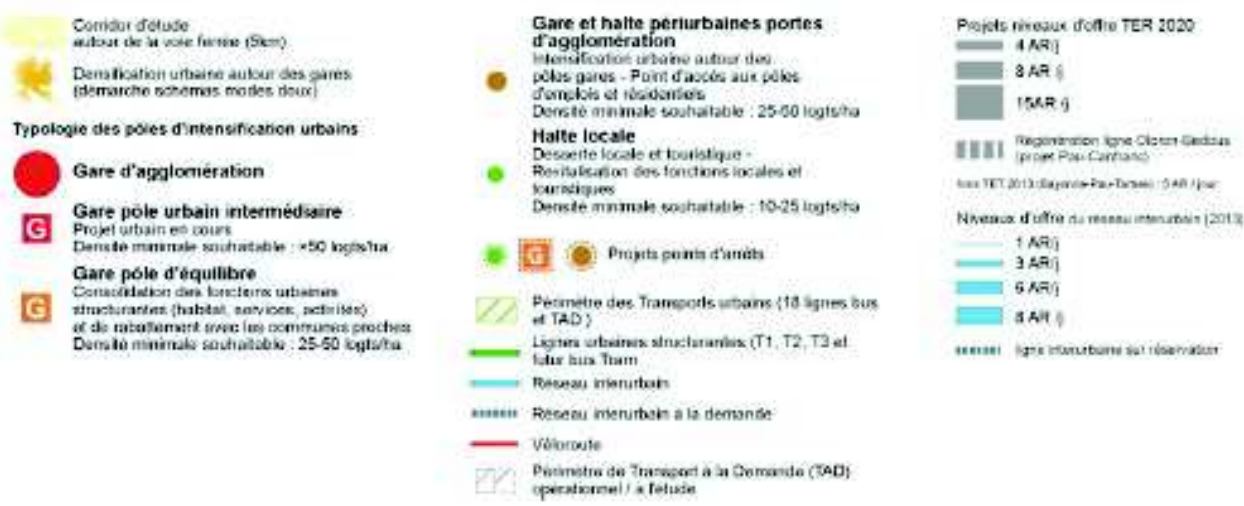 Corridor d'étude
autour de la voie ferrée (5km)
Densification urbaine autour des gares
(démarche schémas modes doux)
Typologie des pôles d'intensification urbains
Gare d'agglomération
G
Gare pôle urbain intermédiaire
Projet urbain en cours
Densité minimale souhaitable : >50 logts/ha
G
Gare pôle d'équilibre
Consolidation des fonctions urbaines
structurantes (habitat, services, activités)
et de rabattement avec les communes proches
Densité minimale souhaitable : 25-50 logts/ha
Gare et halte périurbaines portes
d'agglomération
Intensification urbaine autour des
pôles gares - Point d'accès aux pôles
d'emplois et résidentiels
Densité minimale souhaitable : 25-50 logts/ha
Halte locale
Desserte locale et touristique -
Revitalisation des fonctions locales et
touristiques
Densité minimale souhaitable : 10-25 logts/ha
G
Projets points d'arrêts
Périmètre des Transports urbains (18 lignes bus
et TAD )
Lignes urbaines structurantes (T1, T2, T3 et
futur bus Tram
Réseau interurbain
Réseau interurbain à la demande
Véloroute
Périmètre de Transport à la Demande (TAD)
opérationnel / à l'étude
Projets niveaux d'offre TER 2020
4 AR/j
8 AR /j
15AR /j
Régénération ligne Oloron-Bedous
(projet Pau-Canfranc)
TET 2013 (Bayonne-Pau-Tarbes) : 5 AR / jour
Niveaux d'offre du réseau interurbain (2013)
1 AR/j
3 AR/j
6 AR/j
8 AR /j
ligne interurbaine sur réservation